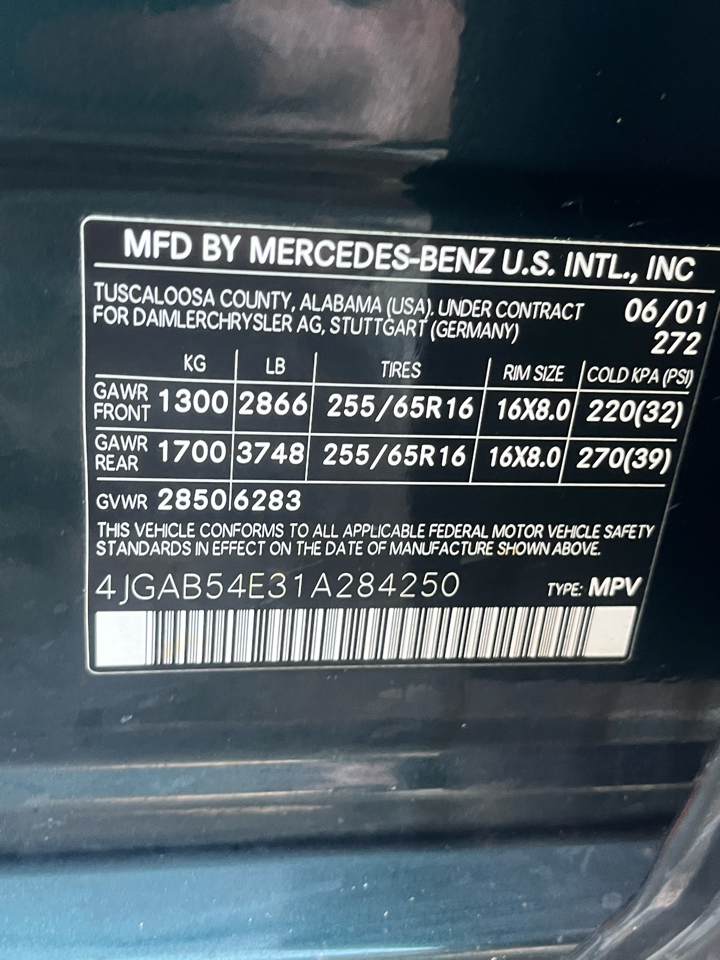 MFD BY MERCEDES-BENZ U.S. INTL., INC
TUSCALOOSA COUNTY, ALABAMA (USA). UNDER CONTRACT 06/01
FOR DAIMLERCHRYSLER AG, STUTTGART (GERMANY) 272
KG LB TIRES RIM SIZE COLD KPA (PSI)
GAWR FRONT 1300 2866 255/65R16 16X8.0 220(32)
GAWR REAR 1700 3748 255/65R16 16X8.0 270(39)
GVWR 2850 6283
THIS VEHICLE CONFORMS TO ALL APPLICABLE FEDERAL MOTOR VEHICLE SAFETY
STANDARDS IN EFFECT ON THE DATE OF MANUFACTURE SHOWN ABOVE.
4JGAB54E31A284250 TYPE: MPV